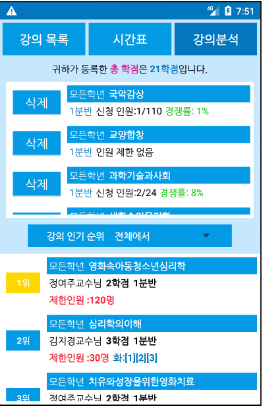 7:51
강의 목록 시간표 강의분석
귀하가 등록한 총 학점은 21학점입니다.
삭제 모든학년 국악감상
1분반 신청 인원:1/110 경쟁률: 1%
삭제 모든학년 교양합창
1분반 인원 제한 없음
삭제 모든학년 과학기술과사회
1분반 신청 인원:2/24 경쟁률: 8%
모든학년
강의 인기 순위 전체에서
1위 모든학년 영화속아동청소년심리학
정여주교수님 2학점 1분반
제한인원 :120명
2위 모든학년 심리학의이해
김지경교수님 3학점 1분반
제한인원 :30명 화:[1][2][3]
3위 모든학년 치유와성장을위한영화치료
정여주교수님 2학점 1분반